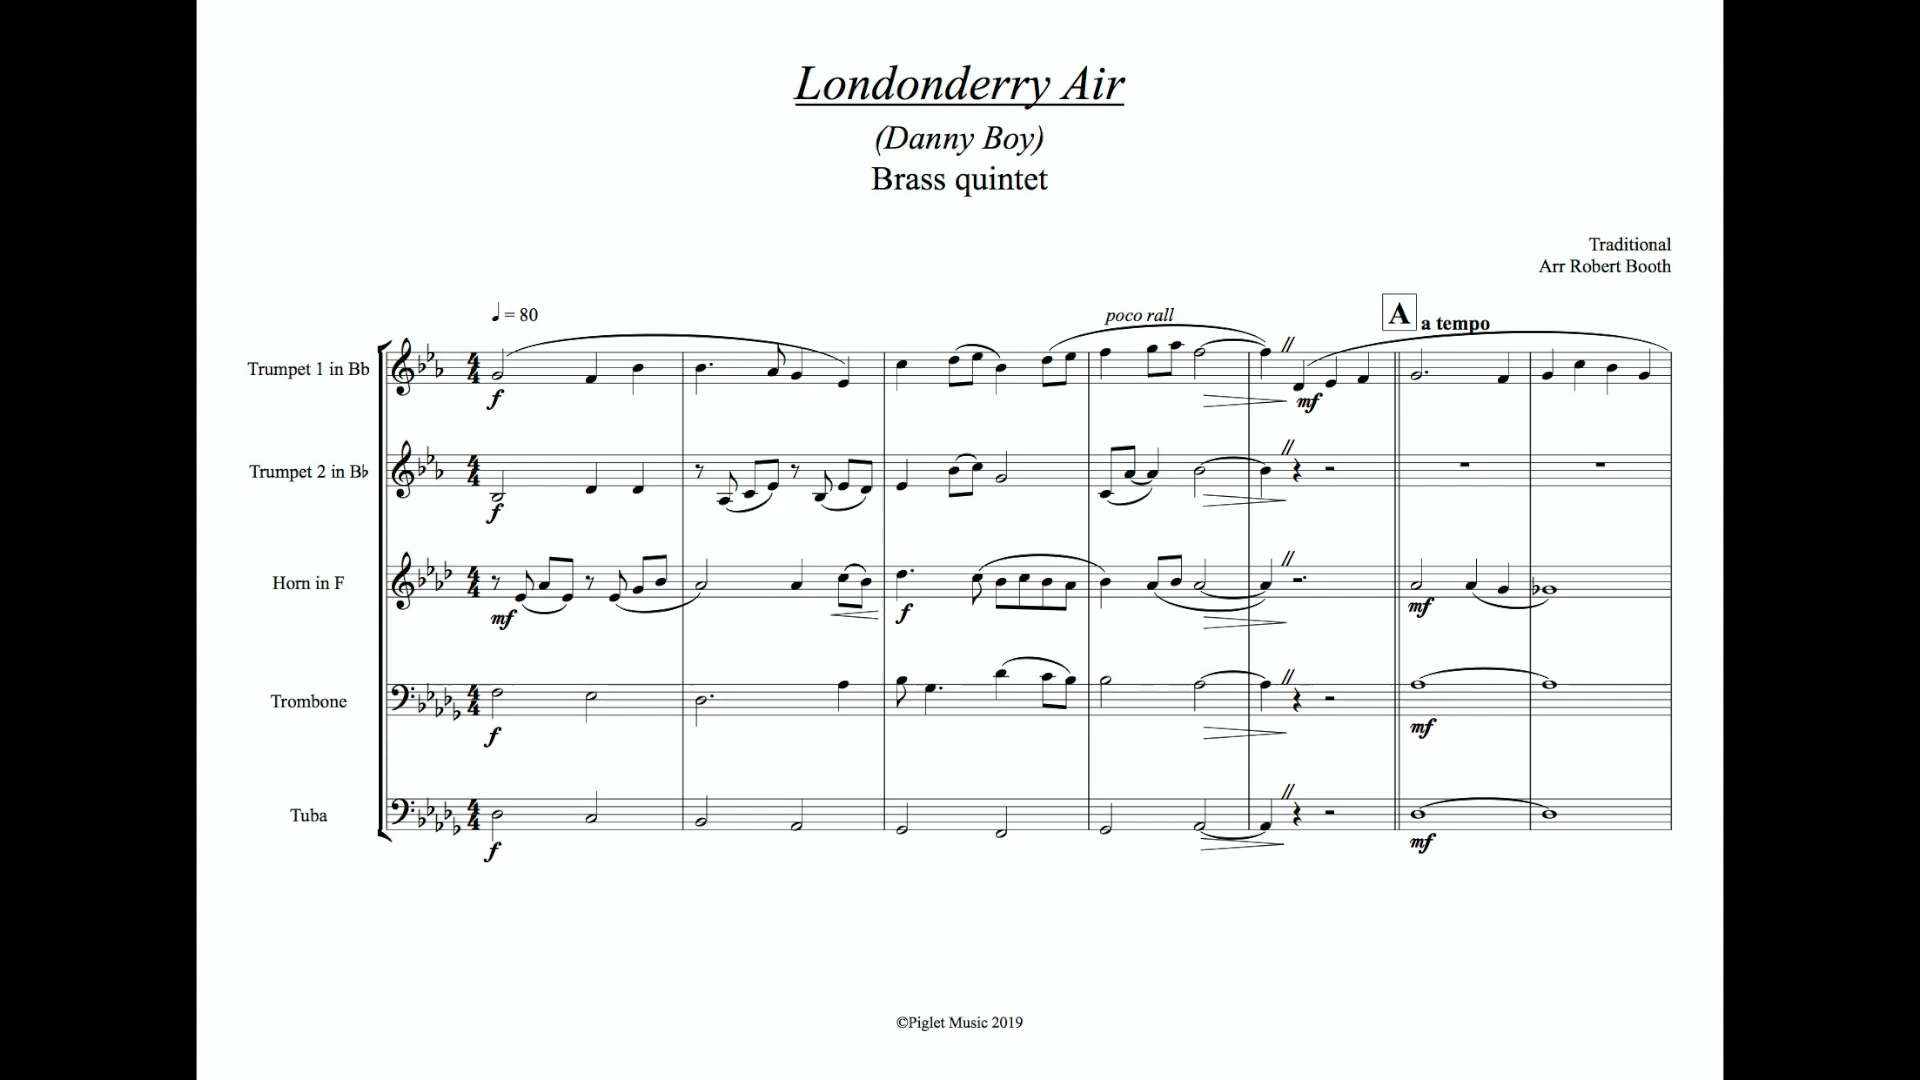 Londonderry Air
(Danny Boy)
Brass quintet
Traditional
Arr Robert Booth
♩ = 80
poco rall
A a tempo
Trumpet 1 in Bb
f
mf
Trumpet 2 in B♭
f
Horn in F
mf
f
mf
Trombone
f
mf
Tuba
f
mf
©Piglet Music 2019